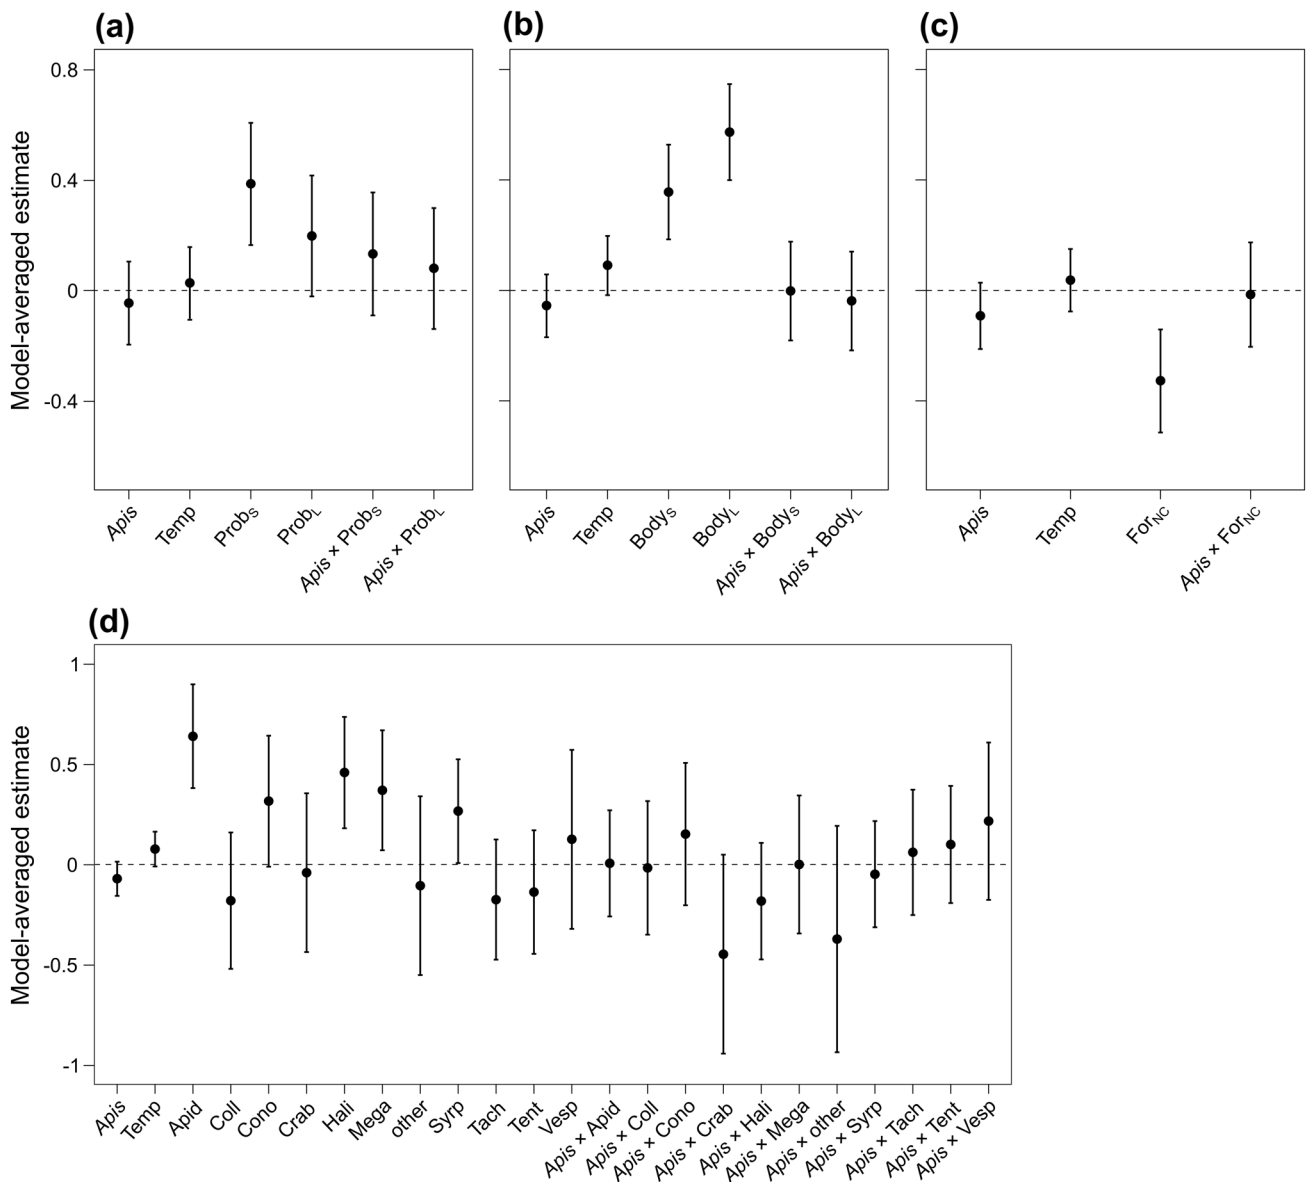 (a)
(b)
(c)
Model-averaged estimate
0.8
0.4
0
-0.4
Apis
Temp
ProbS
ProbL
Apis × ProbS
Apis × ProbL
Apis
Temp
BodyS
BodyL
Apis × BodyS
Apis × BodyL
Apis
Temp
ForNC
Apis × ForNC
(d)
Model-averaged estimate
1
0.5
0
-0.5
-1
Apis
Temp
Apid
Coll
Cono
Crab
Hali
Mega
other
Syrp
Tach
Tent
Vesp
Apis × Apid
Apis × Coll
Apis × Cono
Apis × Crab
Apis × Hali
Apis × Mega
Apis × other
Apis × Syrp
Apis × Tach
Apis × Tent
Apis × Vesp